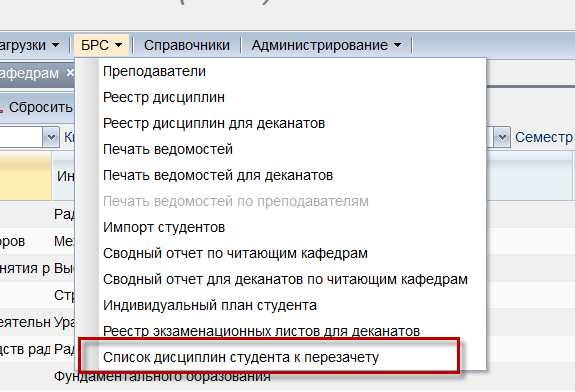 агрузки БРС Справочники Администрирование
афедрам ×
Преподаватели
Сбросить
Реестр дисциплин
Реестр дисциплин для деканатов
Семестр
Печать ведомостей
Печать ведомостей для деканатов
Ин
Печать ведомостей по преподавателям
Рад
Импорт студентов
оров Мех
Сводный отчет по читающим кафедрам
нятия р Выс
Сводный отчет для деканатов по читающим кафедрам
Стр
Индивидуальный план студента
еятельн Ура
Реестр экзаменационных листов для деканатов
дств рад Рад
Список дисциплин студента к перезачету
Фундаментального образования